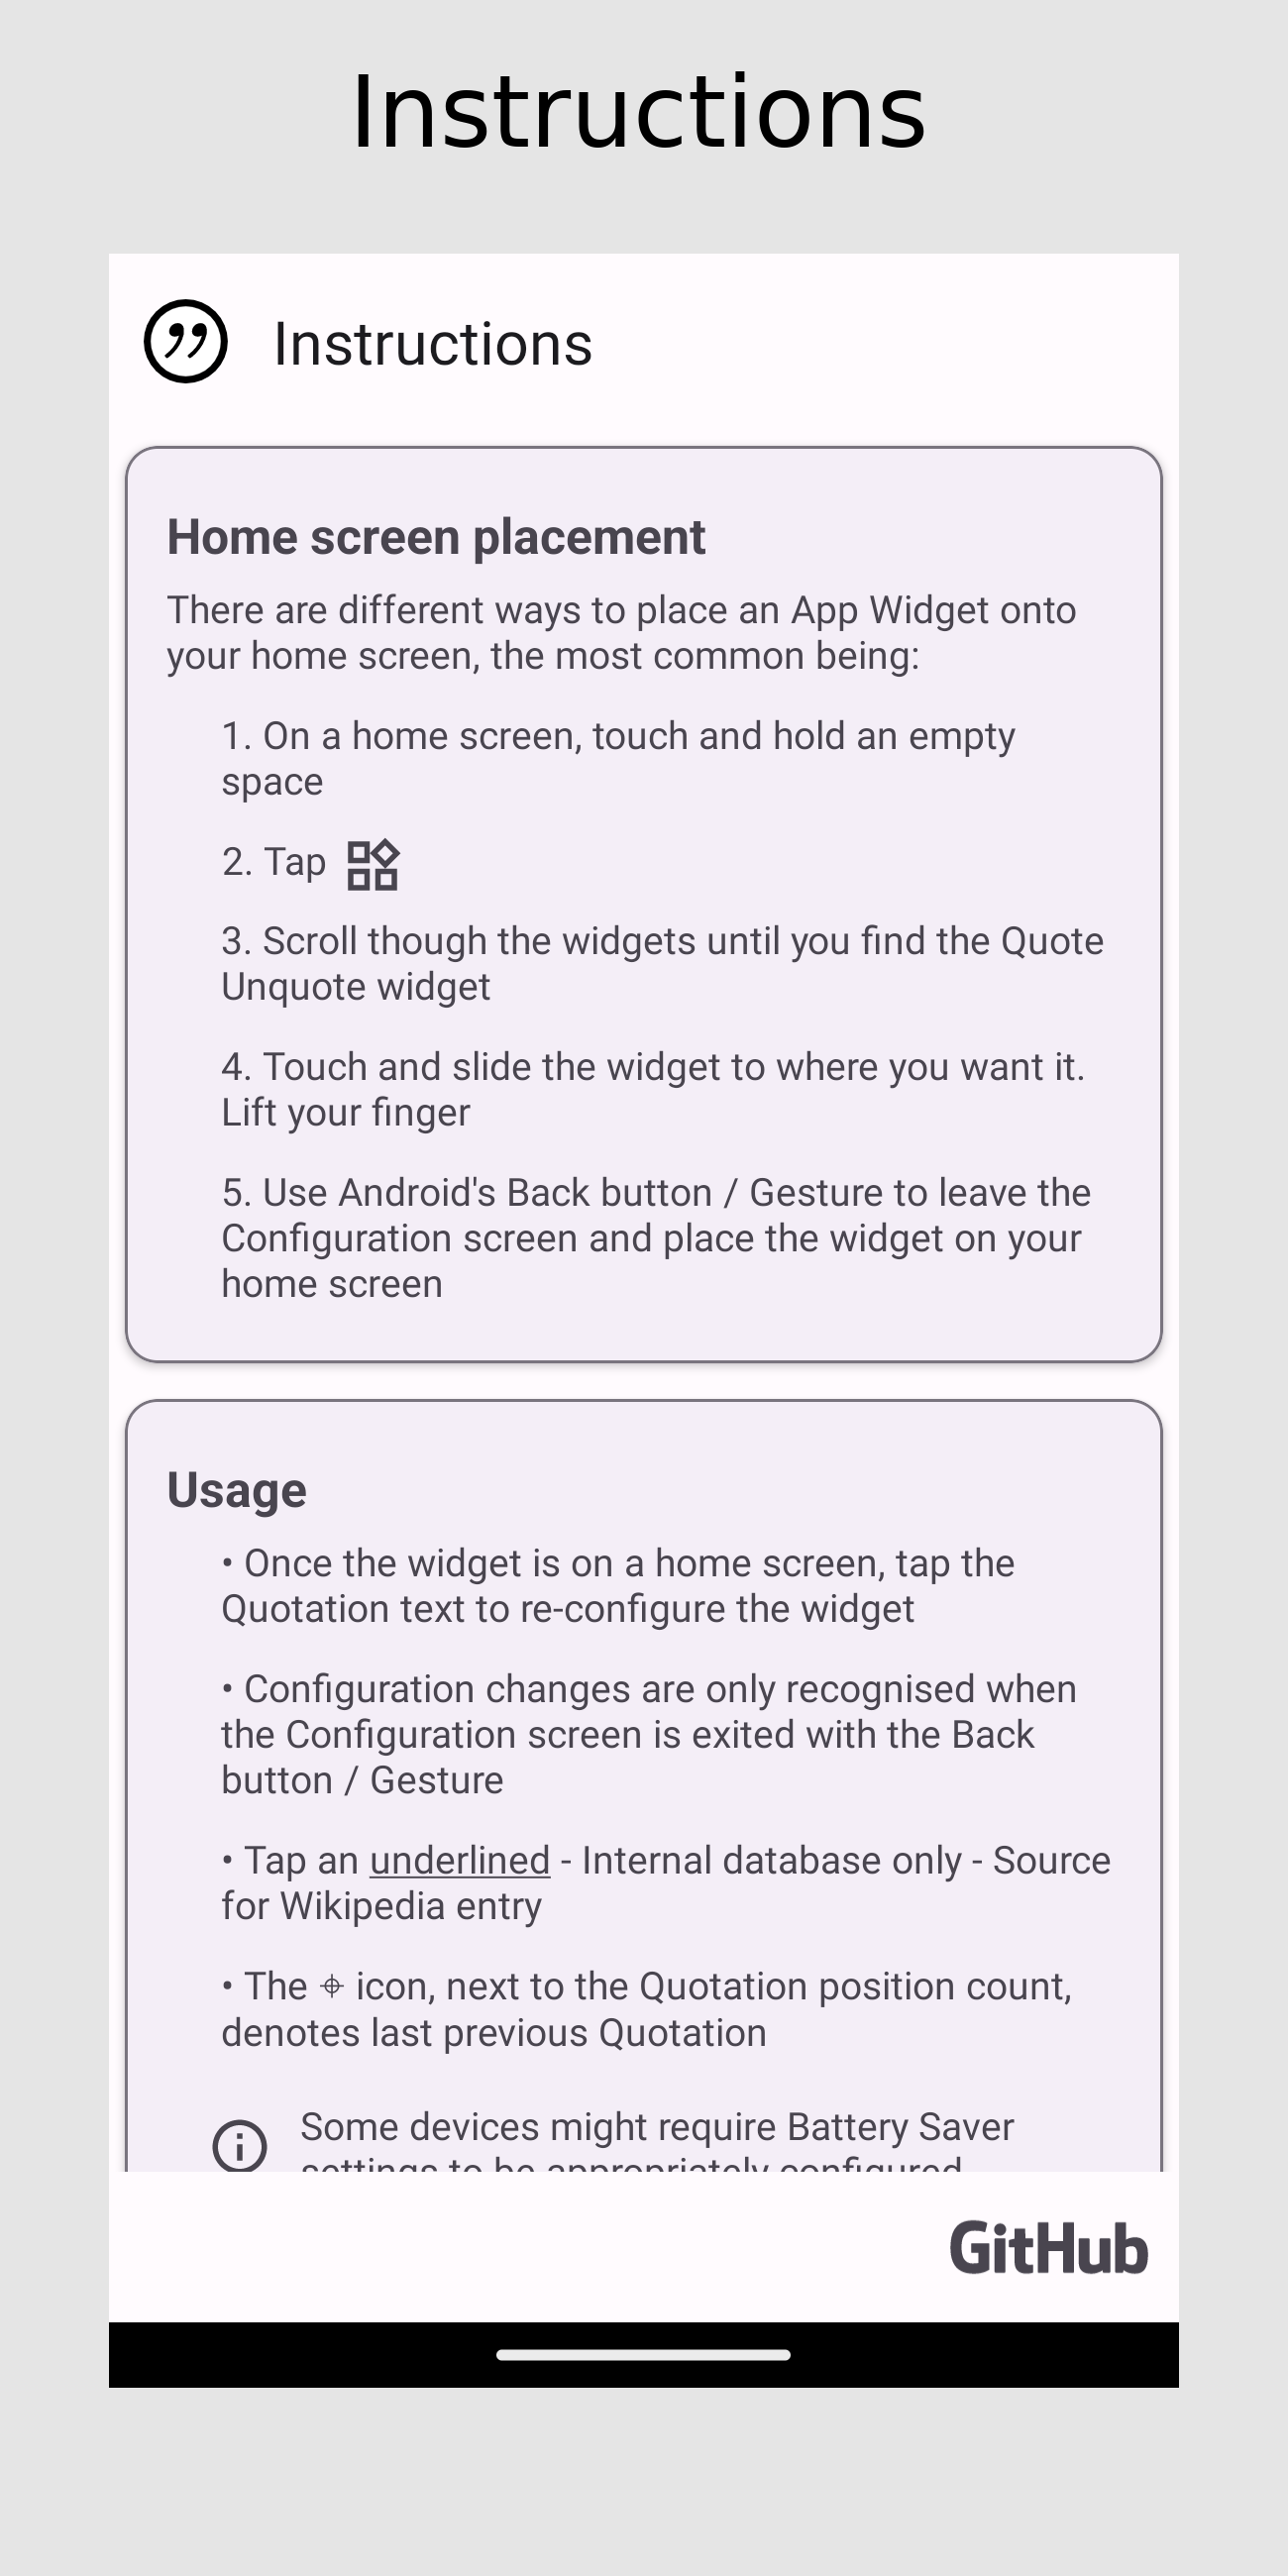 Instructions
Instructions
Home screen placement
There are different ways to place an App Widget onto
your home screen, the most common being:
1. On a home screen, touch and hold an empty
space
2. Tap
3. Scroll though the widgets until you find the Quote
Unquote widget
4. Touch and slide the widget to where you want it.
Lift your finger
5. Use Android's Back button / Gesture to leave the
Configuration screen and place the widget on your
home screen
Usage
• Once the widget is on a home screen, tap the
Quotation text to re-configure the widget
• Configuration changes are only recognised when
the Configuration screen is exited with the Back
button / Gesture
• Tap an underlined - Internal database only - Source
for Wikipedia entry
• The ⌖ icon, next to the Quotation position count,
denotes last previous Quotation
Some devices might require Battery Saver
settings to be appropriately configured
GitHub